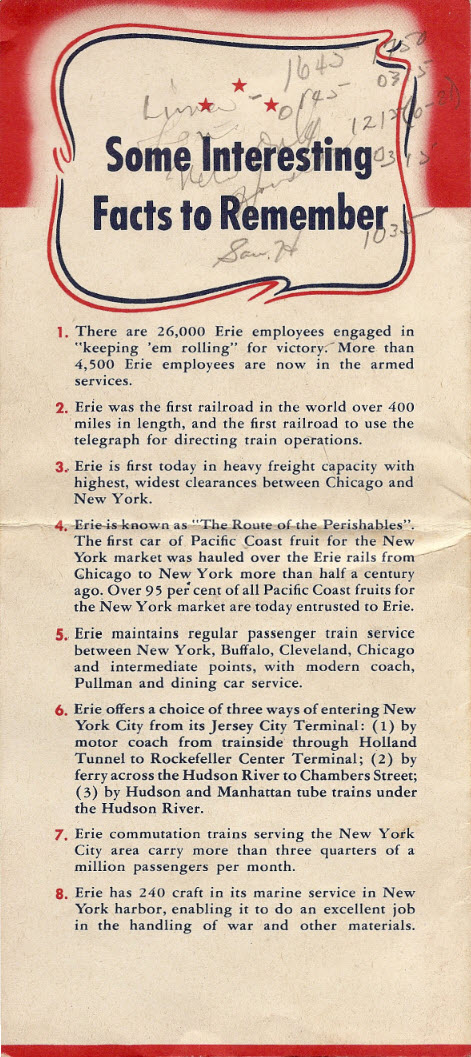 1645
1750
0315
0145
1215
0315
Some Interesting
Facts to Remember
1035
1. There are 26,000 Erie employees engaged in
"keeping 'em rolling" for victory. More than
4,500 Erie employees are now in the armed
services.
2. Erie was the first railroad in the world over 400
miles in length, and the first railroad to use the
telegraph for directing train operations.
3. Erie is first today in heavy freight capacity with
highest, widest clearances between Chicago and
New York.
4. Erie is known as "The Route of the Perishables".
The first car of Pacific Coast fruit for the New
York market was hauled over the Erie rails from
Chicago to New York more than half a century
ago. Over 95 per cent of all Pacific Coast fruits for
the New York market are today entrusted to Erie.
5. Erie maintains regular passenger train service
between New York, Buffalo, Cleveland, Chicago
and intermediate points, with modern coach,
Pullman and dining car service.
6. Erie offers a choice of three ways of entering New
York City from its Jersey City Terminal: (1) by
motor coach from trainside through Holland
Tunnel to Rockefeller Center Terminal; (2) by
ferry across the Hudson River to Chambers Street;
(3) by Hudson and Manhattan tube trains under
the Hudson River.
7. Erie commutation trains serving the New York
City area carry more than three quarters of a
million passengers per month.
8. Erie has 240 craft in its marine service in New
York harbor, enabling it to do an excellent job
in the handling of war and other materials.